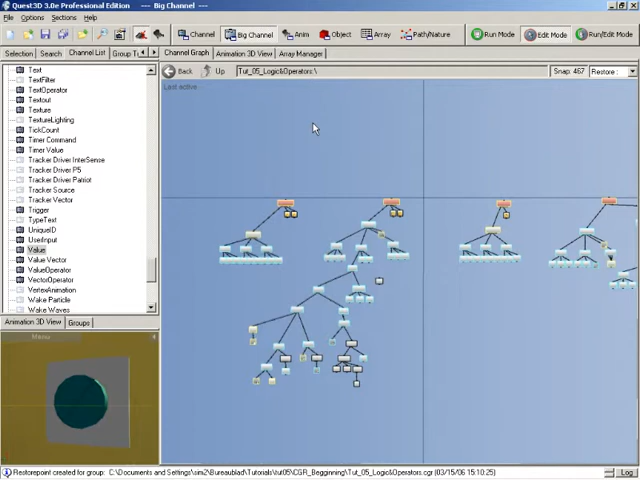 Quest3D 3.0e Professional Edition -- Big Channel
File Options Sections Help
Channel Big Channel Anim Object Array Path/Nature Run Mode Edit Mode Run/Edit Mode
Selection Search Channel List Group T Channel Graph Animation 3D View Array Manager
Back Up Tut_05_Logic&Operators:\ Snap: 467 Restore :
Last active -
Text
TextFilter
TextOperator
Textout
Texture
TextureLighting
TickCount
Timer Command
Timer Value
Tracker Driver InterSense
Tracker Driver P5
Tracker Driver Patriot
Tracker Source
Tracker Vector
Trigger
TypeText
UniqueID
UserInput
Value
Value Vector
ValueOperator
VectorOperator
VertexAnimation
Wake Particle
Wake Waves
Animation 3D View Groups
Menu
Restorepoint created for group: C:\Documents and Settings\sim2\Bureaublad\Tutorials\tut05\CGR_Begginning\Tut_05_Logic&Operators.cgr (03/15/06 15:10:25) Log